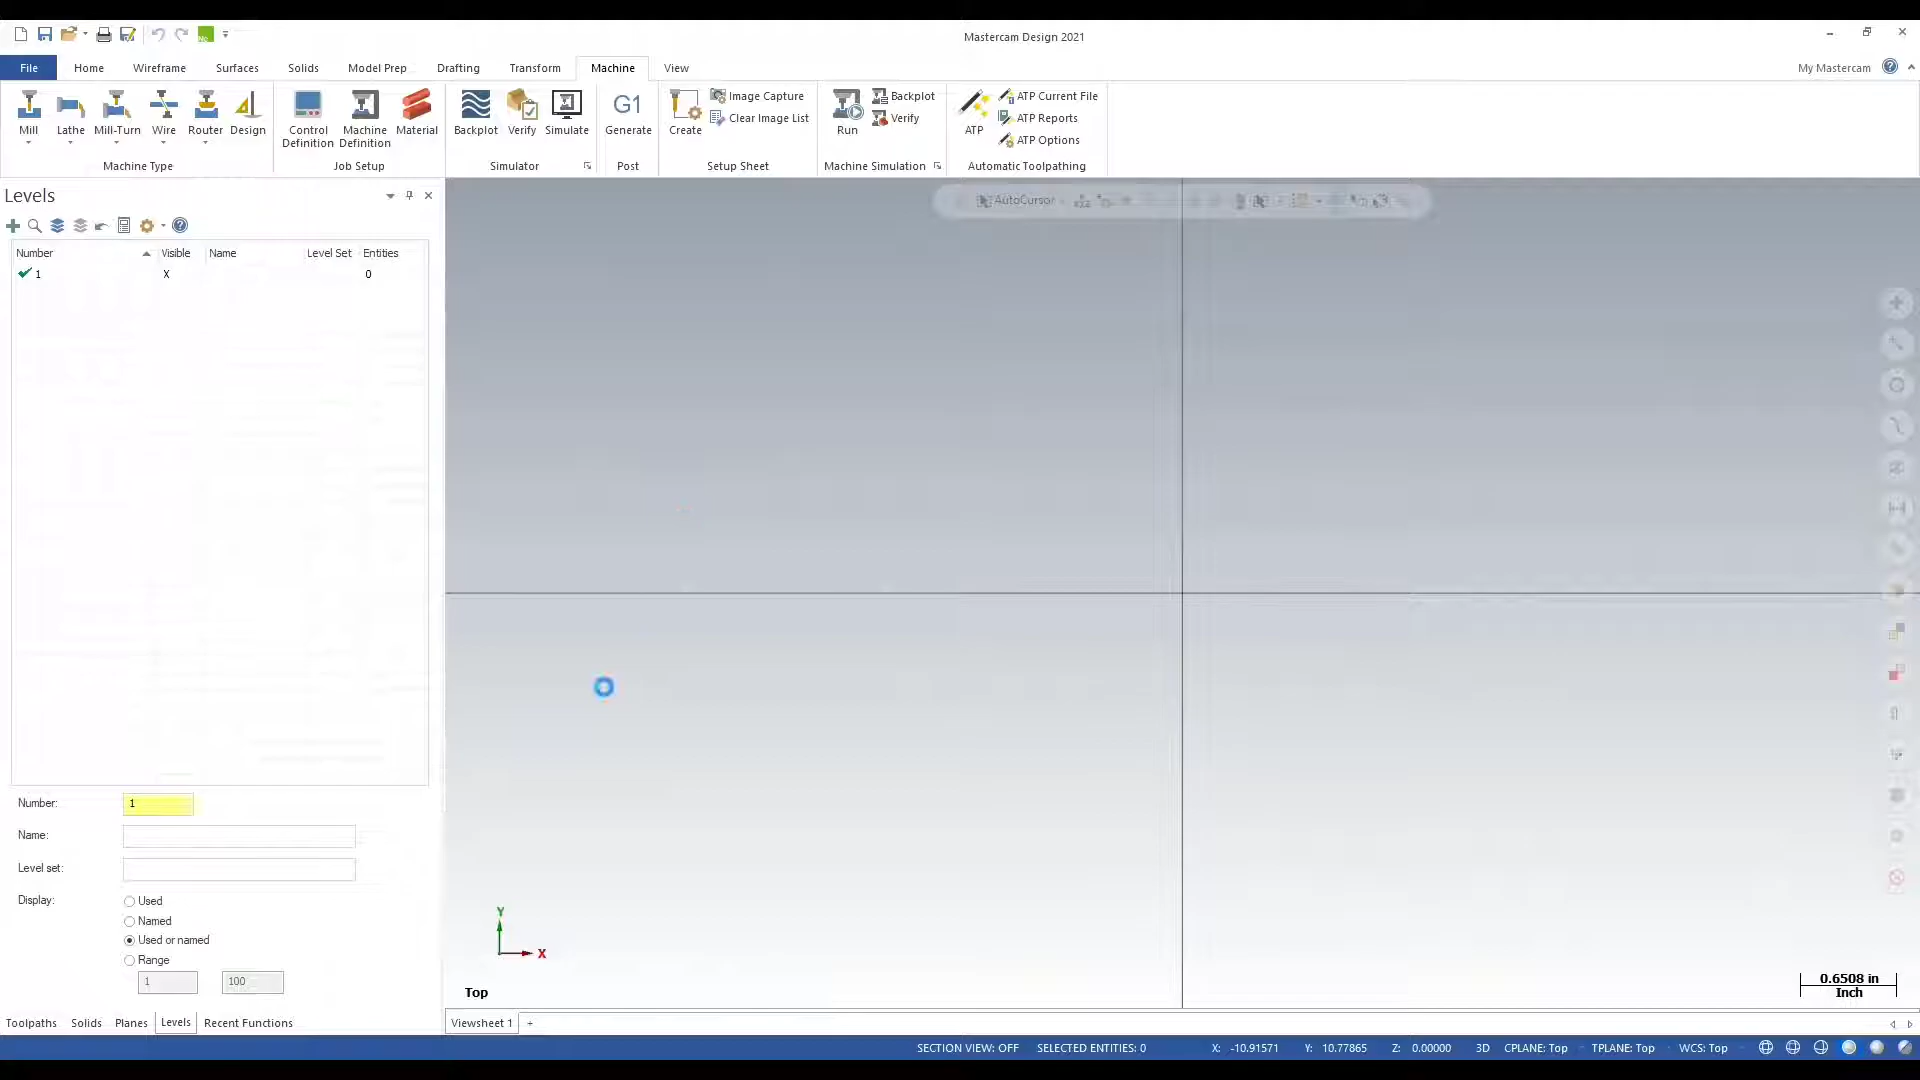 Mastercam Design 2021
File Home Wireframe Surfaces Solids Model Prep Drafting Transform Machine View My Mastercam
Mill Lathe Mill-Turn Wire Router Design
Machine Type
Control Definition Machine Definition Material
Job Setup
Backplot Verify Simulate
Simulator
G1
Generate
Post
Create
Image Capture
Clear Image List
Setup Sheet
Run
Backplot
Verify
Machine Simulation
ATP
ATP Current File
ATP Reports
ATP Options
Automatic Toolpathing
Levels
Number Visible Name Level Set Entities
1 X 0
Number: 1
Name:
Level set:
Display: Used
Named
Used or named
Range
1 100
Toolpaths Solids Planes Levels Recent Functions
AutoCursor
Y
X
Top
0.6508 in
Inch
Viewsheet 1 +
SECTION VIEW: OFF SELECTED ENTITIES: 0 X: -10.91571 Y: 10.77865 Z: 0.00000 3D CPLANE: Top TPLANE: Top WCS: Top